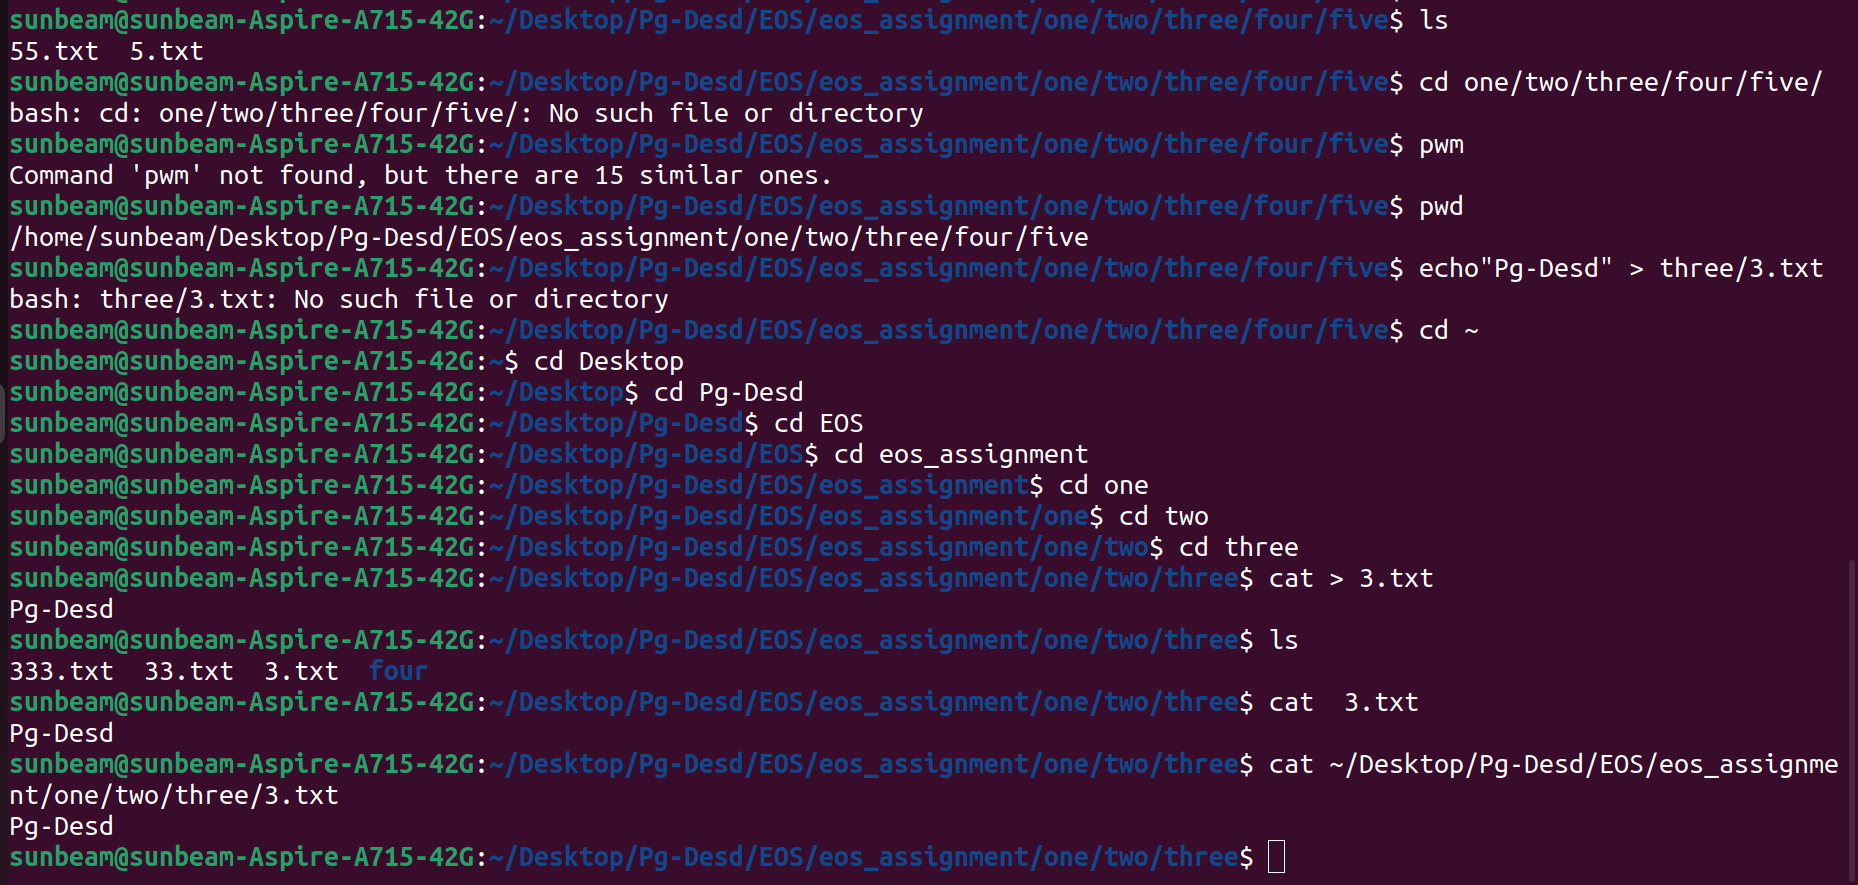 sunbeam@sunbeam-Aspire-A715-42G:~/Desktop/Pg-Desd/EOS/eos_assignment/one/two/three/four/five$ ls
55.txt  5.txt
sunbeam@sunbeam-Aspire-A715-42G:~/Desktop/Pg-Desd/EOS/eos_assignment/one/two/three/four/five$ cd one/two/three/four/five/
bash: cd: one/two/three/four/five/: No such file or directory
sunbeam@sunbeam-Aspire-A715-42G:~/Desktop/Pg-Desd/EOS/eos_assignment/one/two/three/four/five$ pwm
Command 'pwm' not found, but there are 15 similar ones.
sunbeam@sunbeam-Aspire-A715-42G:~/Desktop/Pg-Desd/EOS/eos_assignment/one/two/three/four/five$ pwd
/home/sunbeam/Desktop/Pg-Desd/EOS/eos_assignment/one/two/three/four/five
sunbeam@sunbeam-Aspire-A715-42G:~/Desktop/Pg-Desd/EOS/eos_assignment/one/two/three/four/five$ echo"Pg-Desd" > three/3.txt
bash: three/3.txt: No such file or directory
sunbeam@sunbeam-Aspire-A715-42G:~/Desktop/Pg-Desd/EOS/eos_assignment/one/two/three/four/five$ cd ~
sunbeam@sunbeam-Aspire-A715-42G:~$ cd Desktop
sunbeam@sunbeam-Aspire-A715-42G:~/Desktop$ cd Pg-Desd
sunbeam@sunbeam-Aspire-A715-42G:~/Desktop/Pg-Desd$ cd EOS
sunbeam@sunbeam-Aspire-A715-42G:~/Desktop/Pg-Desd/EOS$ cd eos_assignment
sunbeam@sunbeam-Aspire-A715-42G:~/Desktop/Pg-Desd/EOS/eos_assignment$ cd one
sunbeam@sunbeam-Aspire-A715-42G:~/Desktop/Pg-Desd/EOS/eos_assignment/one$ cd two
sunbeam@sunbeam-Aspire-A715-42G:~/Desktop/Pg-Desd/EOS/eos_assignment/one/two$ cd three
sunbeam@sunbeam-Aspire-A715-42G:~/Desktop/Pg-Desd/EOS/eos_assignment/one/two/three$ cat > 3.txt
Pg-Desd
sunbeam@sunbeam-Aspire-A715-42G:~/Desktop/Pg-Desd/EOS/eos_assignment/one/two/three$ ls
333.txt  33.txt  3.txt  four
sunbeam@sunbeam-Aspire-A715-42G:~/Desktop/Pg-Desd/EOS/eos_assignment/one/two/three$ cat  3.txt
Pg-Desd
sunbeam@sunbeam-Aspire-A715-42G:~/Desktop/Pg-Desd/EOS/eos_assignment/one/two/three$ cat ~/Desktop/Pg-Desd/EOS/eos_assignme
nt/one/two/three/3.txt
Pg-Desd
sunbeam@sunbeam-Aspire-A715-42G:~/Desktop/Pg-Desd/EOS/eos_assignment/one/two/three$